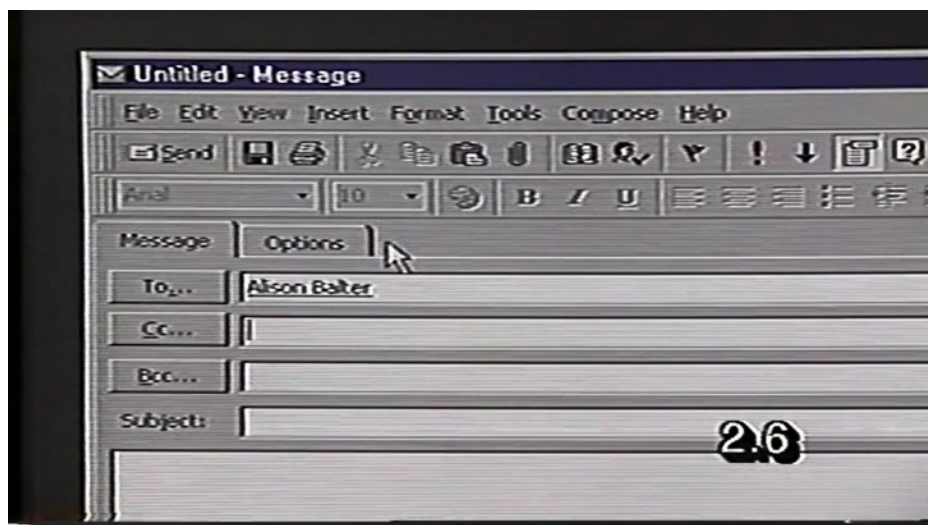 Untitled - Message
File Edit View Insert Format Tools Compose Help
Send B I U
Arial 10
Message Options
To... Alison Balter
Cc...
Bcc...
Subject:
2.6